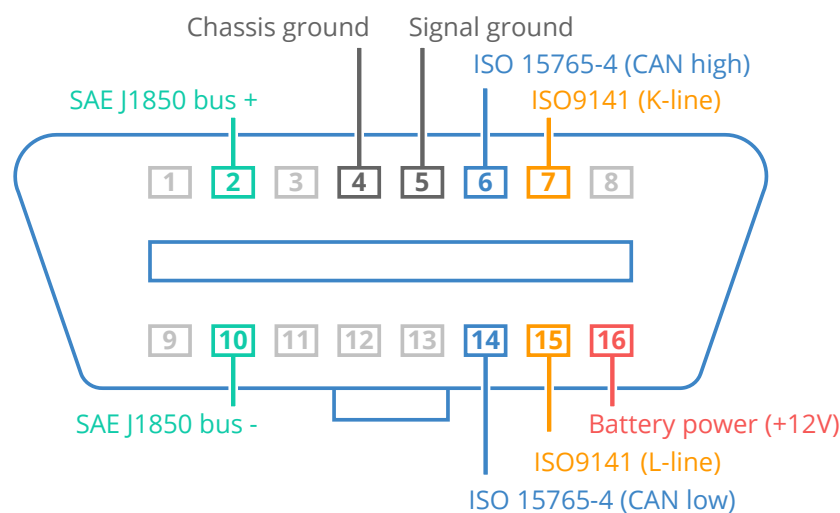 Chassis ground
Signal ground
ISO 15765-4 (CAN high)
SAE J1850 bus +
ISO9141 (K-line)
1 2 3 4 5 6 7 8
9 10 11 12 13 14 15 16
SAE J1850 bus -
Battery power (+12V)
ISO9141 (L-line)
ISO 15765-4 (CAN low)